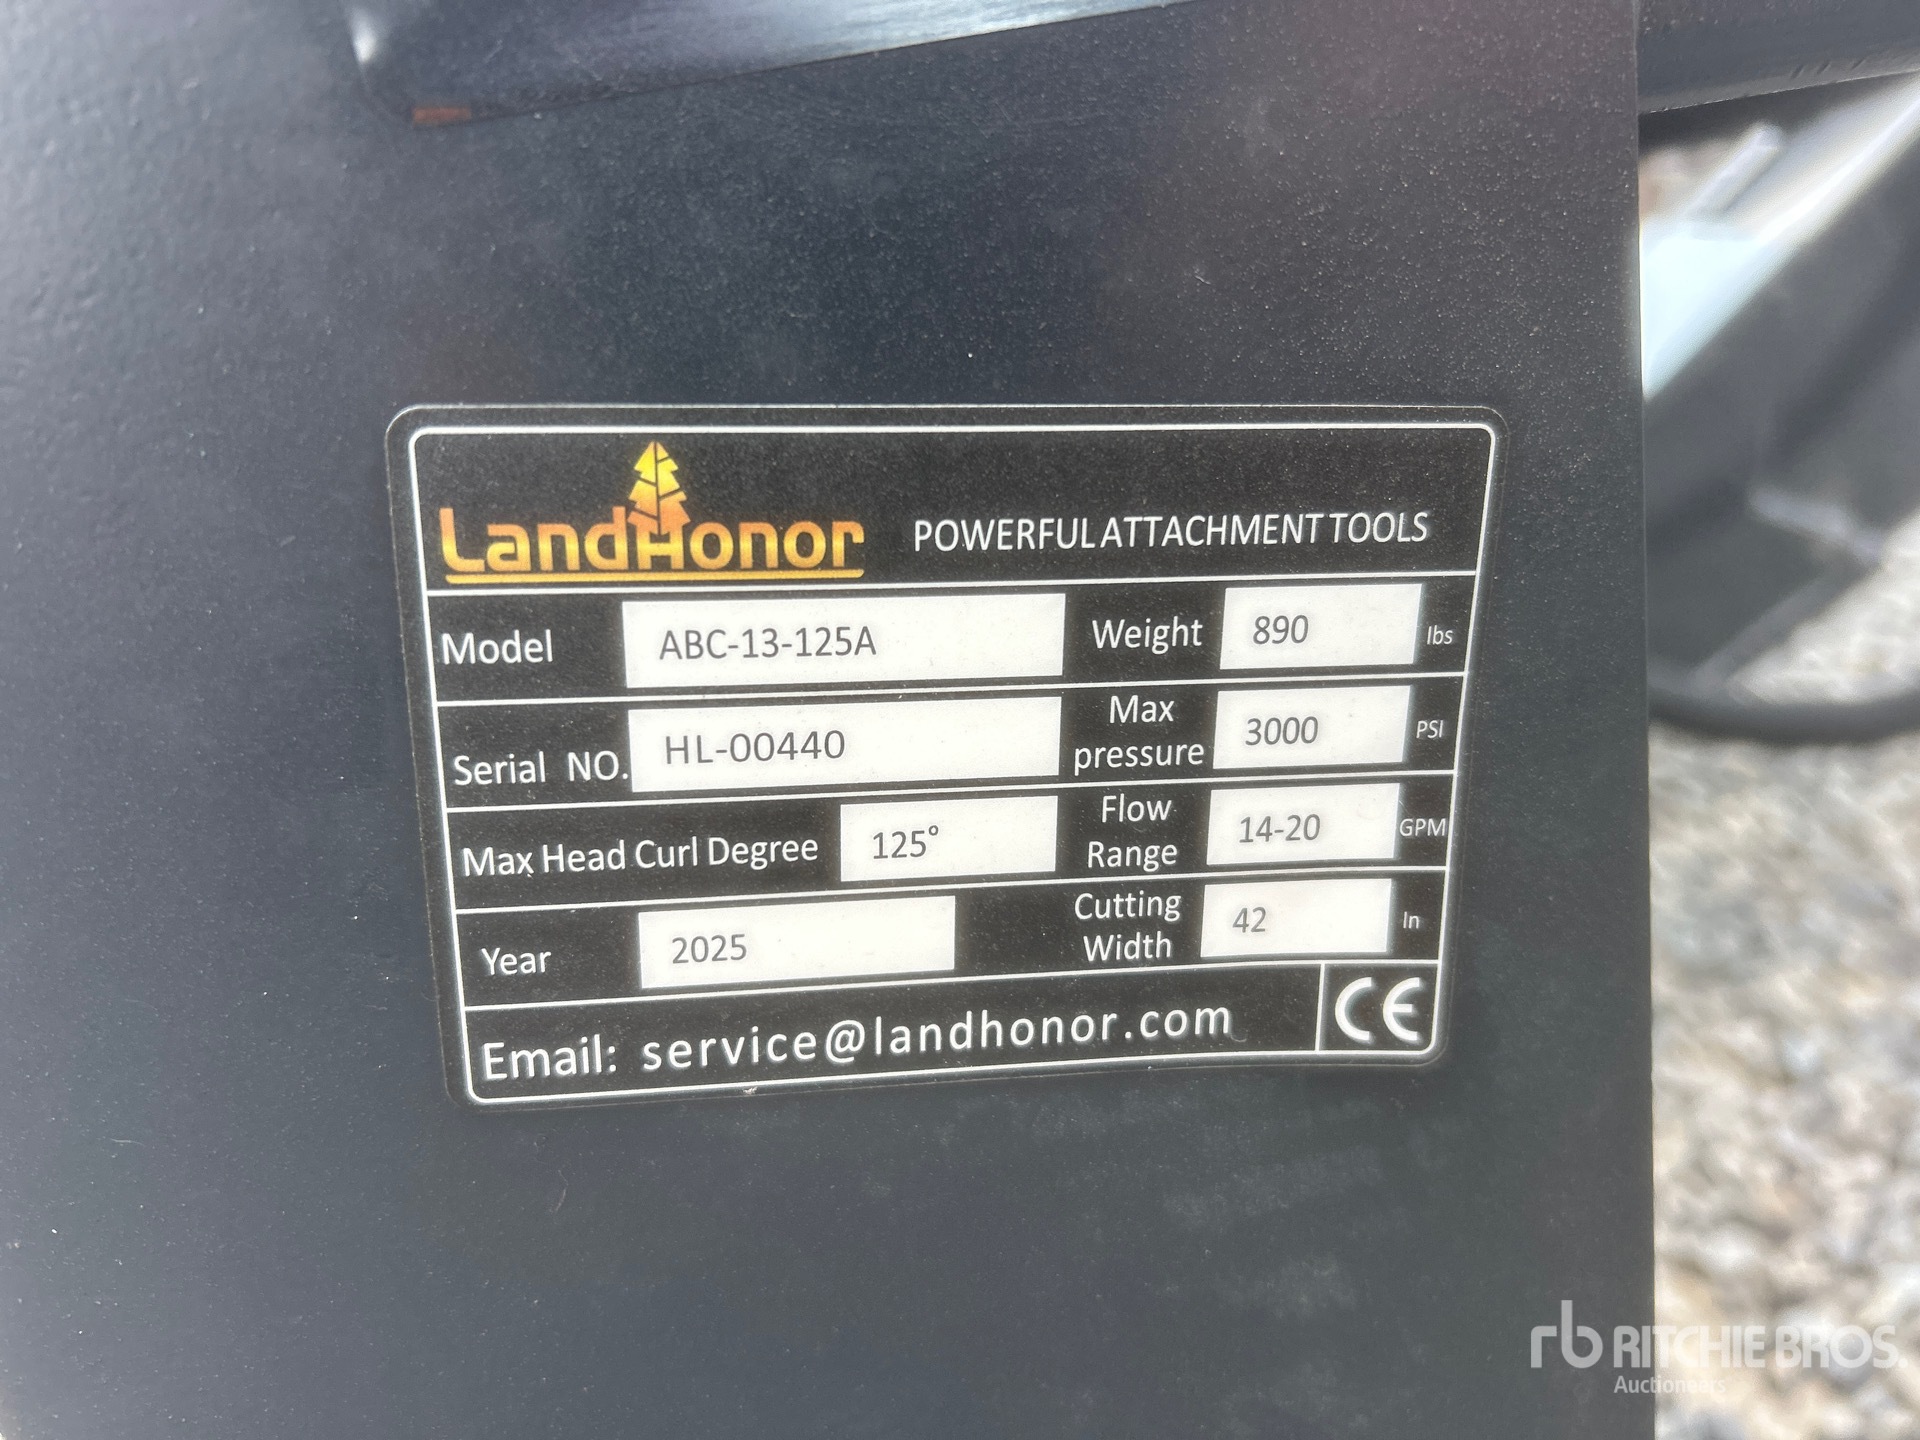 LandHonor POWERFUL ATTACHMENT TOOLS
Model ABC-13-125A Weight 890 lbs
Serial NO. HL-00440 Max pressure 3000 PSI
Max Head Curl Degree 125° Flow Range 14-20 GPM
Year 2025 Cutting Width 42 In
Email: service@landhonor.com CE
rb RITCHIE BROS.
Auctioneers